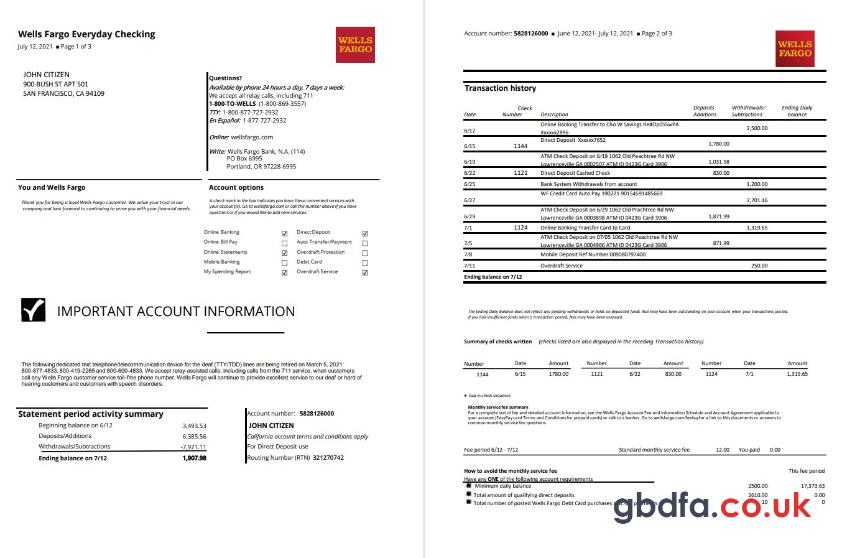 Wells Fargo Everyday Checking
July 12, 2021 ■ Page 1 of 3
WELLS
FARGO
JOHN CITIZEN
900 BUSH ST APT 501
SAN FRANCISCO, CA 94109
Questions?
Available by phone 24 hours a day, 7 days a week:
We accept all relay calls, including 711
1-800-TO-WELLS (1-800-869-3557)
TTY: 1-800-877-727-2932
En Español: 1-877-727-2932
Online: wellsfargo.com
Write: Wells Fargo Bank, N.A. (114)
PO Box 6995
Portland, OR 97228-6995
You and Wells Fargo
Thank you for being a loyal Wells Fargo customer. We value your trust in our
company and look forward to continuing to serve you with your financial needs.
Account options
A check mark in the box indicates you have these convenient services with
your account(s). Go to wellsfargo.com or call the number above if you have
questions or if you would like to add new services.
Online Banking ☑ Direct Deposit ☑
Online Bill Pay ☐ Auto Transfer/Payment ☐
Online Statements ☑ Overdraft Protection ☐
Mobile Banking ☐ Debit Card ☐
My Spending Report ☑ Overdraft Service ☑
IMPORTANT ACCOUNT INFORMATION
The following dedicated text telephone/telecommunication device for the deaf (TTY/TDD) lines are being retired on March 5, 2021:
800-877-4833, 800-419-2265 and 800-600-4833. We accept relay-assisted calls, including calls from the 711 service, when customers
call any Wells Fargo customer service toll-free phone number. Wells Fargo will continue to provide excellent service to our deaf or hard of
hearing customers and customers with speech disorders.
Statement period activity summary
Beginning balance on 6/12 3,493.53
Deposits/Additions 6,385.56
Withdrawals/Subtractions -7,971.11
Ending balance on 7/12 1,907.98
Account number: 5828126000
JOHN CITIZEN
California account terms and conditions apply
For Direct Deposit use
Routing Number (RTN) 321270742
Account number: 5828126000 ■ June 12, 2021- July 12, 2021 ■ Page 2 of 3
WELLS
FARGO
Transaction history
Date Check Number Description Deposits Additions Withdrawals/ Subtractions Ending Daily balance
6/12 Online Banking Transfer to Cho W Savings
Xxxxxx2896 2,500.00
6/15 1144 Direct Deposit Xxxxx7652 1,780.00
6/19 ATM Check Deposit on 6/19 1062 Old Peachtree Rd NW
Lowrenceville GA 0002507 ATM ID 0423G Card 3906 1,031.58
6/22 1121 Direct Deposit Cashed Check 830.00
6/25 Bank System Withdrawals from account 1,200.00
6/27 WF Credit Card Auto Pay 190221 90154591485669 2,701.46
6/29 ATM Check Deposit on 6/29 1062 Old Peachtree Rd NW
Lowrenceville GA 0003898 ATM ID 0423G Card 3906 1,871.99
7/1 1124 Online Banking Transfer Card to Card 1,319.65
7/5 ATM Check Deposit on 07/05 1062 Old Peachtree Rd NW
Lowrenceville GA 0004966 ATM ID 0423G Card 3906 871.99
7/8 Mobile Deposit Ref Number 009080797400
7/11 Overdraft Service 250.00
Ending balance on 7/12
The Ending Daily Balance does not reflect any pending withdrawals or holds on deposited funds that may have been outstanding on your account when your transactions posted.
If you had insufficient funds when a transaction posted, fees may have been assessed.
Summary of checks written (checks listed are also displayed in the receding Transaction History)
Number Date Amount Number Date Amount Number Date Amount
1144 6/15 1780.00 1121 6/22 830.00 1124 7/1 1,319.65
Gap in check sequence
Monthly service fee summary
For a complete list of fee and detailed account information, see the Wells Fargo Account Fee and Information Schedule and Account Agreement applicable to
your account (EasyPay card Terms and Conditions for prepaid cards) or talk to a banker. Go to wellsfargo.com/feefaq for a link to this documents or answers to
common monthly service fee questions.
Fee period 6/12 - 7/12 Standard monthly service fee 12.00 You paid 0.00
How to avoid the monthly service fee This fee period
Have any ONE of the following account requirements
■ Minimum daily balance 2500.00 17,373.63
■ Total amount of qualifying direct deposits 2610.00 0.00
■ Total number of posted Wells Fargo Debit Card purchases 10 0
gbdfa.co.uk